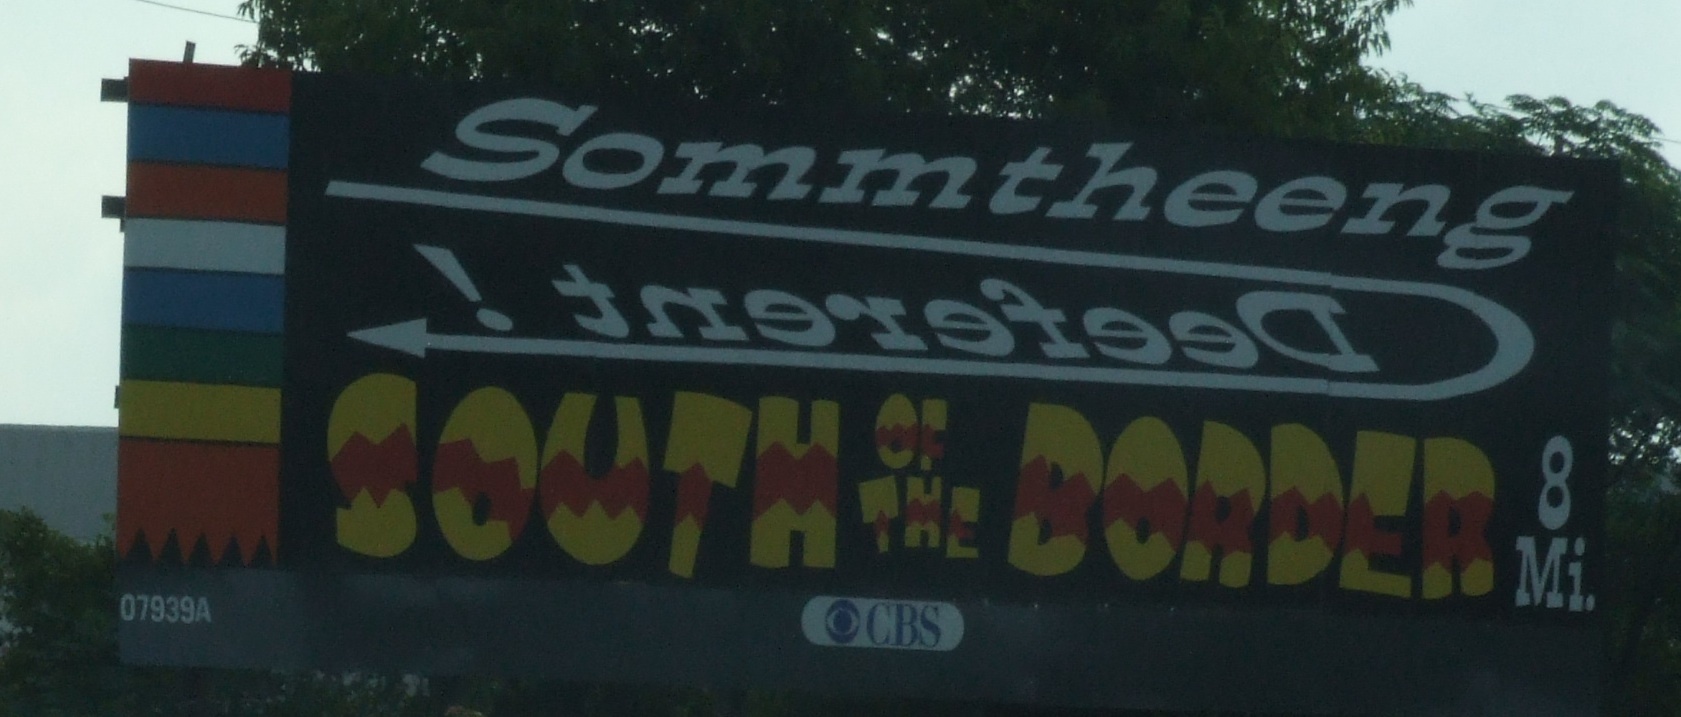 Sommtheeng
Deeferent !
SOUTH OF THE BORDER
8 Mi.
07939A
CBS